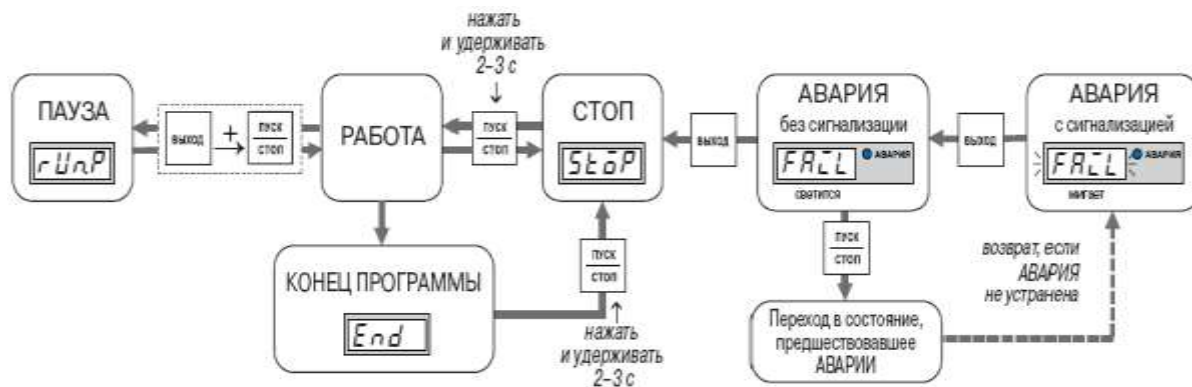 нажать
и удерживать
2–3 с
ПАУЗА
rUn.P
ВЫХОД
+
ПУСК
СТОП
РАБОТА
ПУСК
СТОП
СТОП
StoP
ВЫХОД
АВАРИЯ
без сигнализации
FAIL
АВАРИЯ
светится
ВЫХОД
АВАРИЯ
с сигнализацией
FAIL
АВАРИЯ
мигает
КОНЕЦ ПРОГРАММЫ
End
ПУСК
СТОП
нажать
и удерживать
2–3 с
ПУСК
СТОП
Переход в состояние,
предшествовавшее
АВАРИИ
возврат, если
АВАРИЯ
не устранена